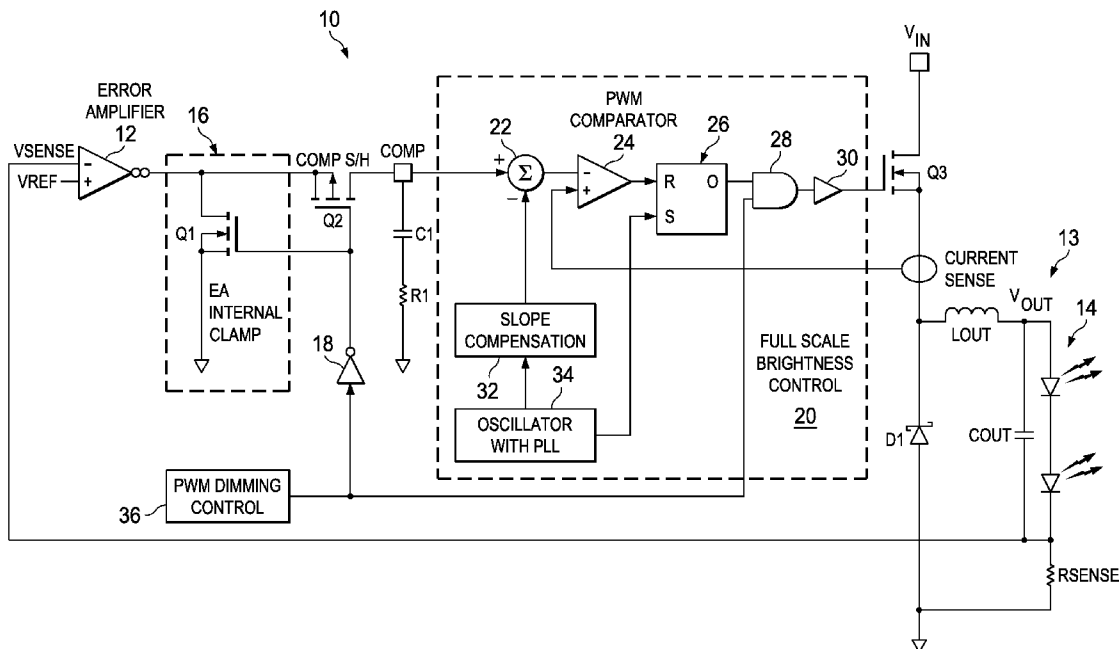 10
V_IN
ERROR
AMPLIFIER
12
16
VSENSE
VREF
-
+
COMP S/H
COMP
PWM
COMPARATOR
22
24
26
28
30
+
Σ
-
-
+
R
O
S
Q3
Q1
Q2
C1
R1
EA
INTERNAL
CLAMP
18
CURRENT
SENSE
13
V_OUT
14
LOUT
SLOPE
COMPENSATION
32
34
OSCILLATOR
WITH PLL
FULL SCALE
BRIGHTNESS
CONTROL
20
D1
COUT
PWM DIMMING
CONTROL
36
RSENSE